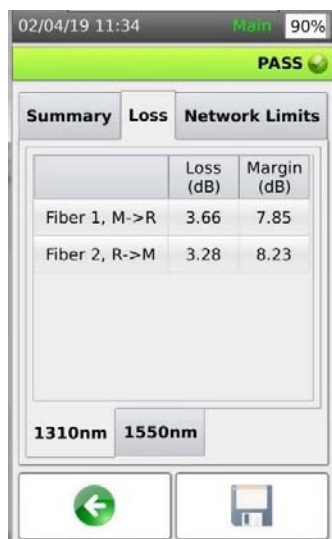 02/04/19 11:34 Main 90%
PASS
Summary Loss Network Limits
Loss (dB) Margin (dB)
Fiber 1, M->R 3.66 7.85
Fiber 2, R->M 3.28 8.23
1310nm 1550nm